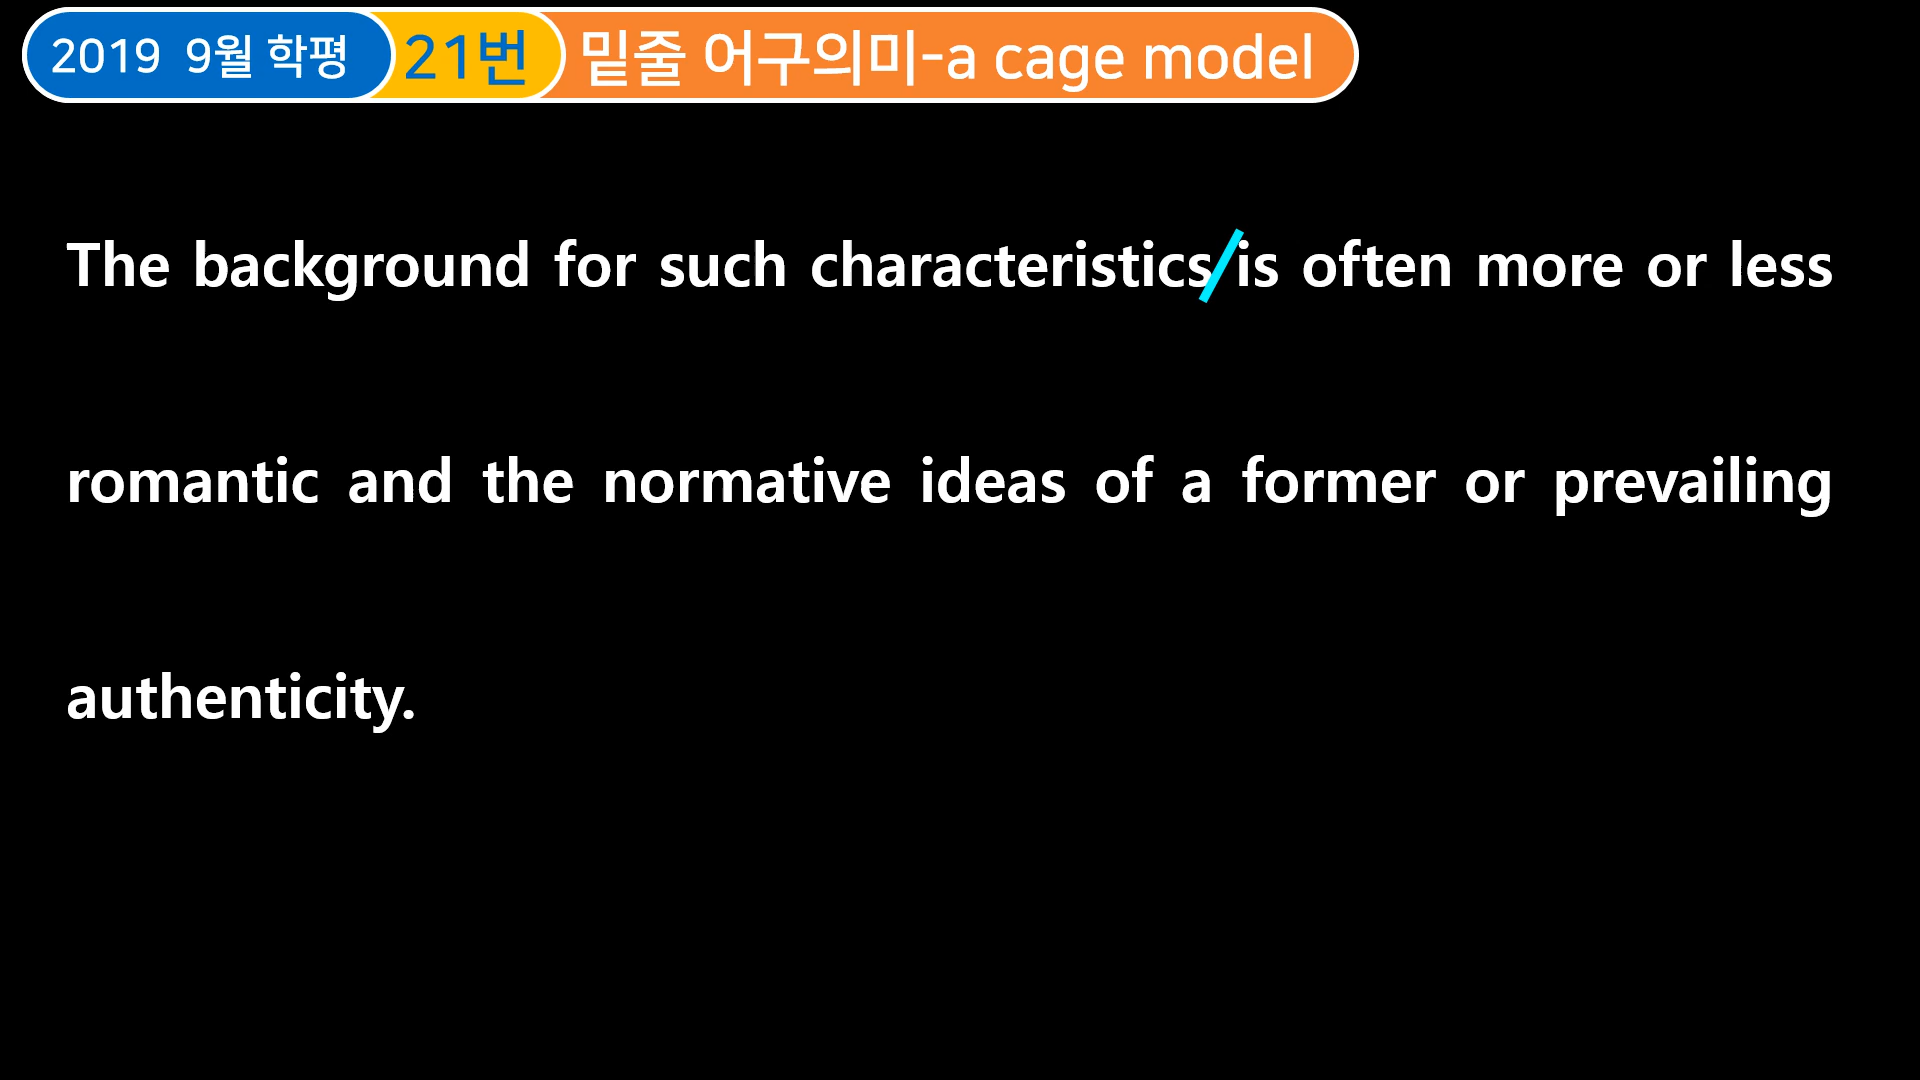 2019 9월 학평 21번 밑줄 어구의미-a cage model
The background for such characteristics/is often more or less
romantic and the normative ideas of a former or prevailing
authenticity.